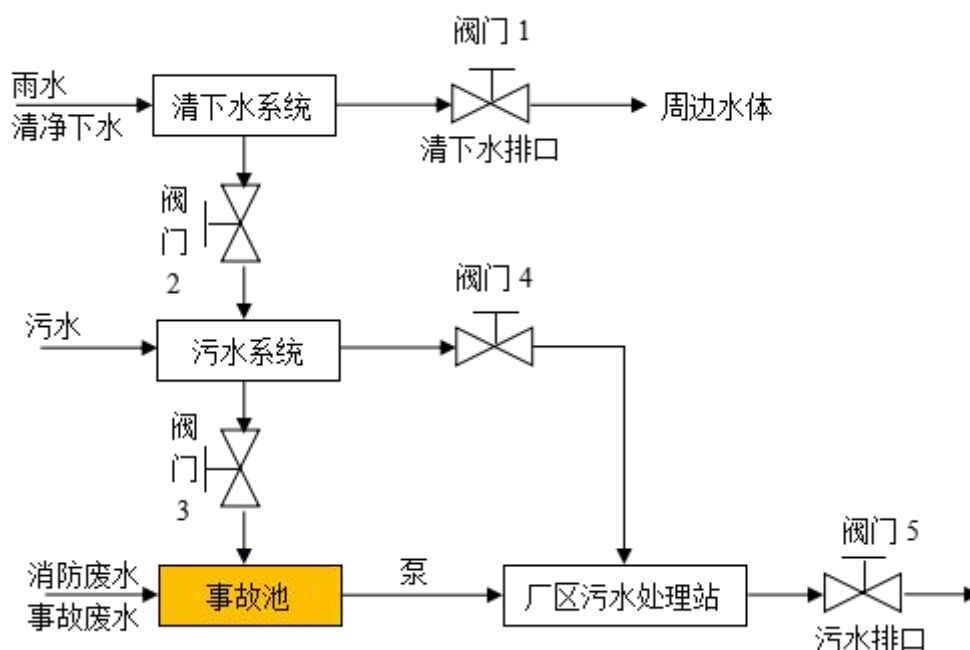 阀门 1
雨水
清净下水
清下水系统
周边水体
清下水排口
阀
门
2
阀门 4
污水
污水系统
阀
门
3
阀门 5
消防废水
事故废水
事故池
泵
厂区污水处理站
污水排口